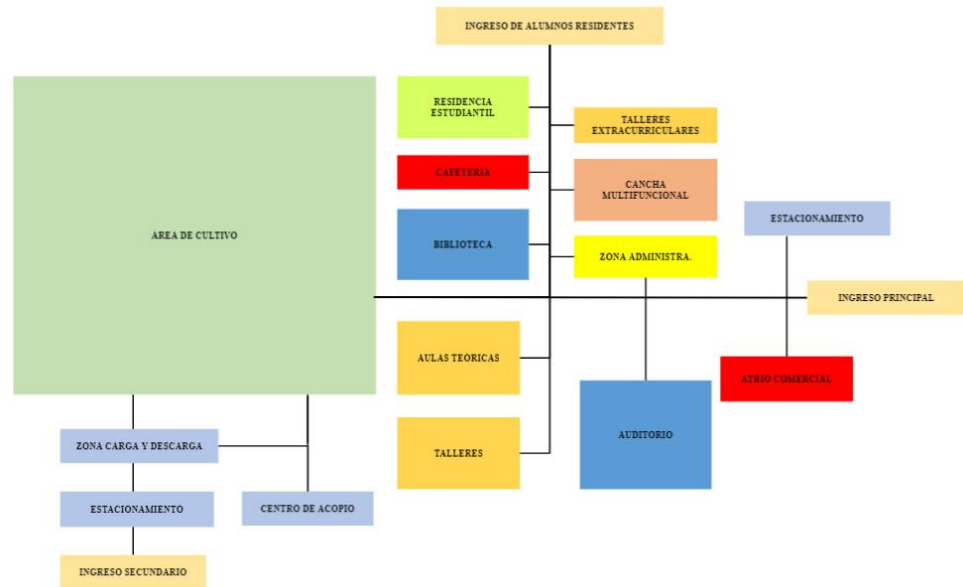 INGRESO DE ALUMNOS RESIDENTES
RESIDENCIA
ESTUDIANTIL
TALLERES
EXTRACURRICULARES
CAFETERIA
CANCHA
MULTIFUNCIONAL
ESTACIONAMIENTO
AREA DE CULTIVO
BIBLIOTECA
ZONA ADMINISTRA.
INGRESO PRINCIPAL
AULAS TEÓRICAS
ATRIO COMERCIAL
ZONA CARGA Y DESCARGA
TALLERES
AUDITORIO
ESTACIONAMIENTO
CENTRO DE ACOPIO
INGRESO SECUNDARIO